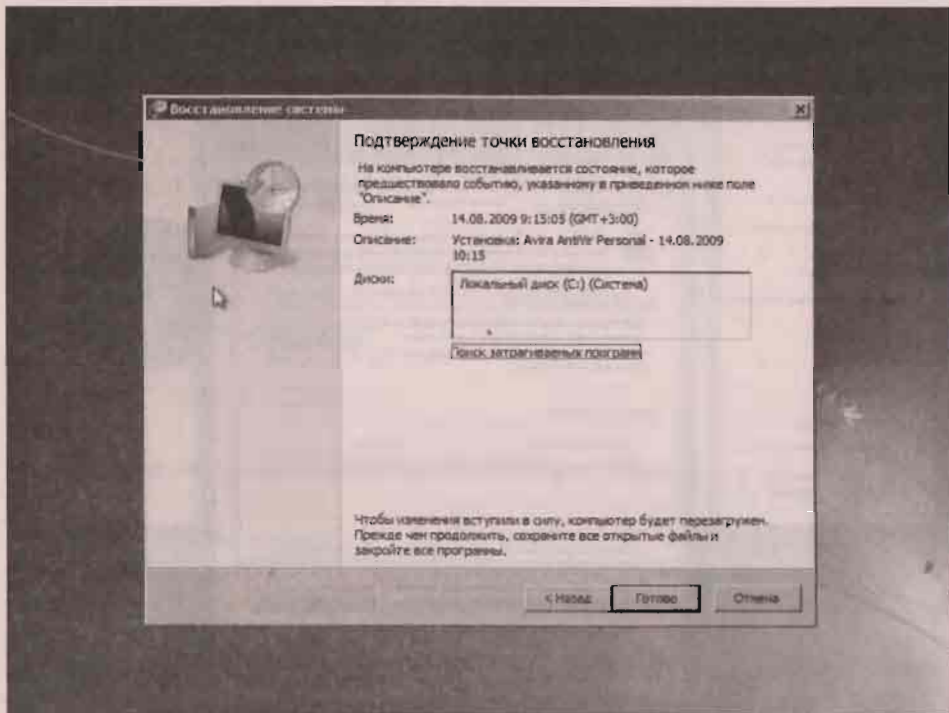 Восстановление системы
Подтверждение точки восстановления
На компьютере восстанавливается состояние, которое
предшествовало событию, указанному в приведенном ниже поле
"Описание".
Время: 14.08.2009 9:15:05 (GMT+3:00)
Описание: Установка: Avira AntiVir Personal - 14.08.2009
10:15
Диски: Локальный диск (C:) (Система)
Поиск затрагиваемых программ
Чтобы изменения вступили в силу, компьютер будет перезагружен.
Прежде чем продолжить, сохраните все открытые файлы и
закройте все программы.
< Назад Готово Отмена